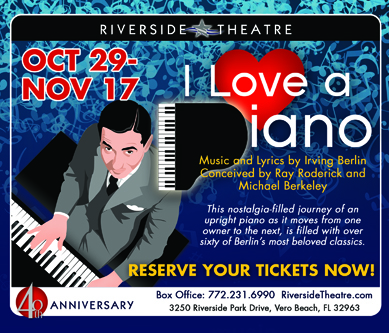 RIVERSIDE THEATRE
OCT 29-
NOV 17
I Love a
Piano
Music and Lyrics by Irving Berlin
Conceived by Ray Roderick and
Michael Berkeley
This nostalgia-filled journey of an
upright piano as it moves from one
owner to the next, is filled with over
sixty of Berlin's most beloved classics.
RESERVE YOUR TICKETS NOW!
40th ANNIVERSARY
Box Office: 772.231.6990 RiversideTheatre.com
3250 Riverside Park Drive, Vero Beach, FL 32963